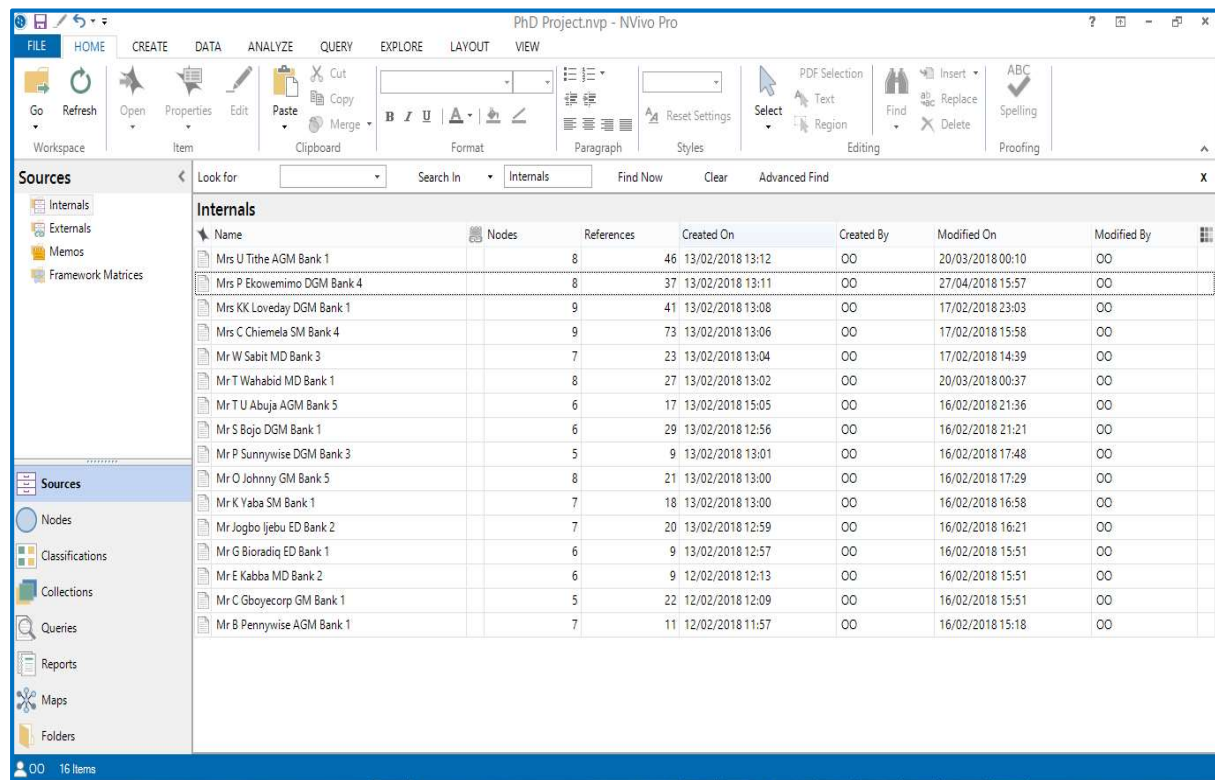 PhD Project.nvp - NVivo Pro
FILE HOME CREATE DATA ANALYZE QUERY EXPLORE LAYOUT VIEW
Go Refresh Open Properties Edit Paste Cut Copy Merge
B I U A
Reset Settings
Select PDF Selection Text Region Find Insert Replace Delete ABC Spelling
Workspace Item Clipboard Format Paragraph Styles Editing Proofing
Sources Look for Search In Internals Find Now Clear Advanced Find X
Internals
Externals
Memos
Framework Matrices
Internals
Name Nodes References Created On Created By Modified On Modified By
Mrs U Tithe AGM Bank 1 8 46 13/02/2018 13:12 OO 20/03/2018 00:10 OO
Mrs P Ekowemimo DGM Bank 4 8 37 13/02/2018 13:11 OO 27/04/2018 15:57 OO
Mrs KK Loveday DGM Bank 1 9 41 13/02/2018 13:08 OO 17/02/2018 23:03 OO
Mrs C Chiemela SM Bank 4 9 73 13/02/2018 13:06 OO 17/02/2018 15:58 OO
Mr W Sabit MD Bank 3 7 23 13/02/2018 13:04 OO 17/02/2018 14:39 OO
Mr T Wahabid MD Bank 1 8 27 13/02/2018 13:02 OO 20/03/2018 00:37 OO
Mr T U Abuja AGM Bank 5 6 17 13/02/2018 15:05 OO 16/02/2018 21:36 OO
Mr S Bojo DGM Bank 1 6 29 13/02/2018 12:56 OO 16/02/2018 21:21 OO
Mr P Sunnywise DGM Bank 3 5 9 13/02/2018 13:01 OO 16/02/2018 17:48 OO
Mr O Johnny GM Bank 5 8 21 13/02/2018 13:00 OO 16/02/2018 17:29 OO
Mr K Yaba SM Bank 1 7 18 13/02/2018 13:00 OO 16/02/2018 16:58 OO
Mr Jogbo Ijebu ED Bank 2 7 20 13/02/2018 12:59 OO 16/02/2018 16:21 OO
Mr G Bioradiq ED Bank 1 6 9 13/02/2018 12:57 OO 16/02/2018 15:51 OO
Mr E Kabba MD Bank 2 6 9 12/02/2018 12:13 OO 16/02/2018 15:51 OO
Mr C Gboyecorp GM Bank 1 5 22 12/02/2018 12:09 OO 16/02/2018 15:51 OO
Mr B Pennywise AGM Bank 1 7 11 12/02/2018 11:57 OO 16/02/2018 15:18 OO
Sources
Nodes
Classifications
Collections
Queries
Reports
Maps
Folders
OO 16 Items